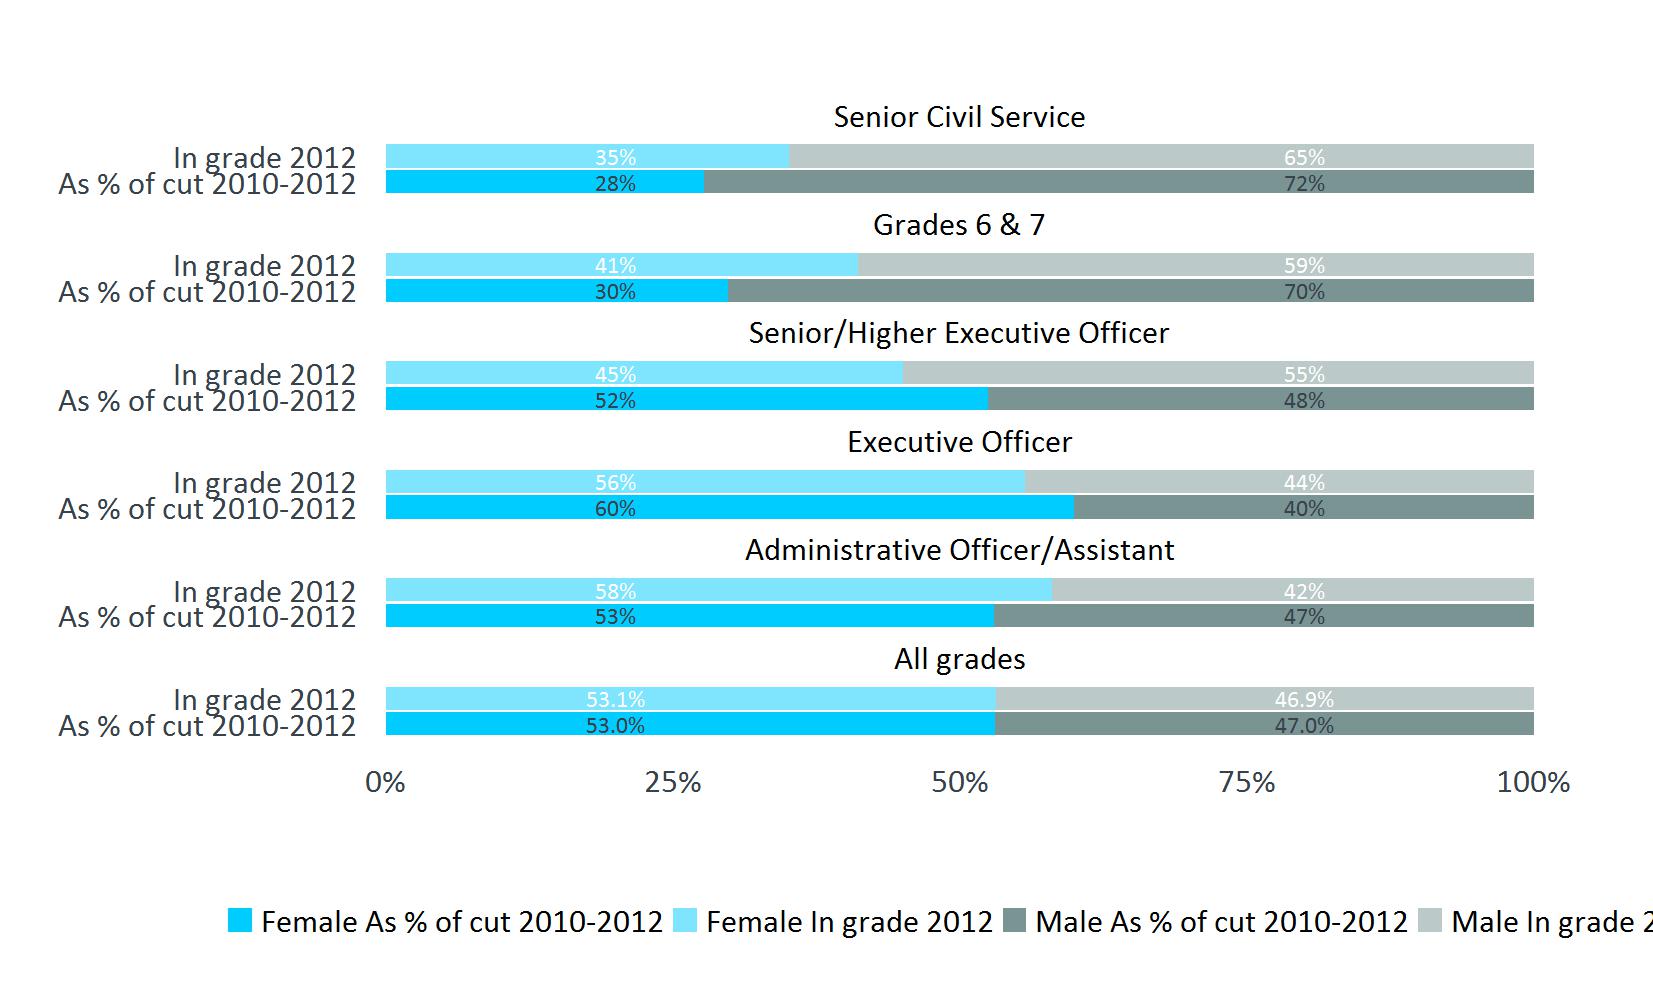 Senior Civil Service
In grade 2012 35% 65%
As % of cut 2010-2012 28% 72%
Grades 6 & 7
In grade 2012 41% 59%
As % of cut 2010-2012 30% 70%
Senior/Higher Executive Officer
In grade 2012 45% 55%
As % of cut 2010-2012 52% 48%
Executive Officer
In grade 2012 56% 44%
As % of cut 2010-2012 60% 40%
Administrative Officer/Assistant
In grade 2012 58% 42%
As % of cut 2010-2012 53% 47%
All grades
In grade 2012 53.1% 46.9%
As % of cut 2010-2012 53.0% 47.0%
0% 25% 50% 75% 100%
Female As % of cut 2010-2012 Female In grade 2012 Male As % of cut 2010-2012 Male In grade